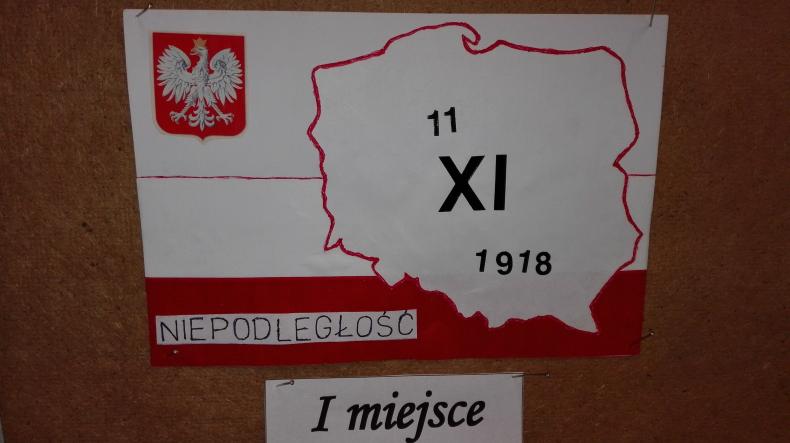 11
XI
1918
NIEPODLEGŁOŚĆ
I miejsce